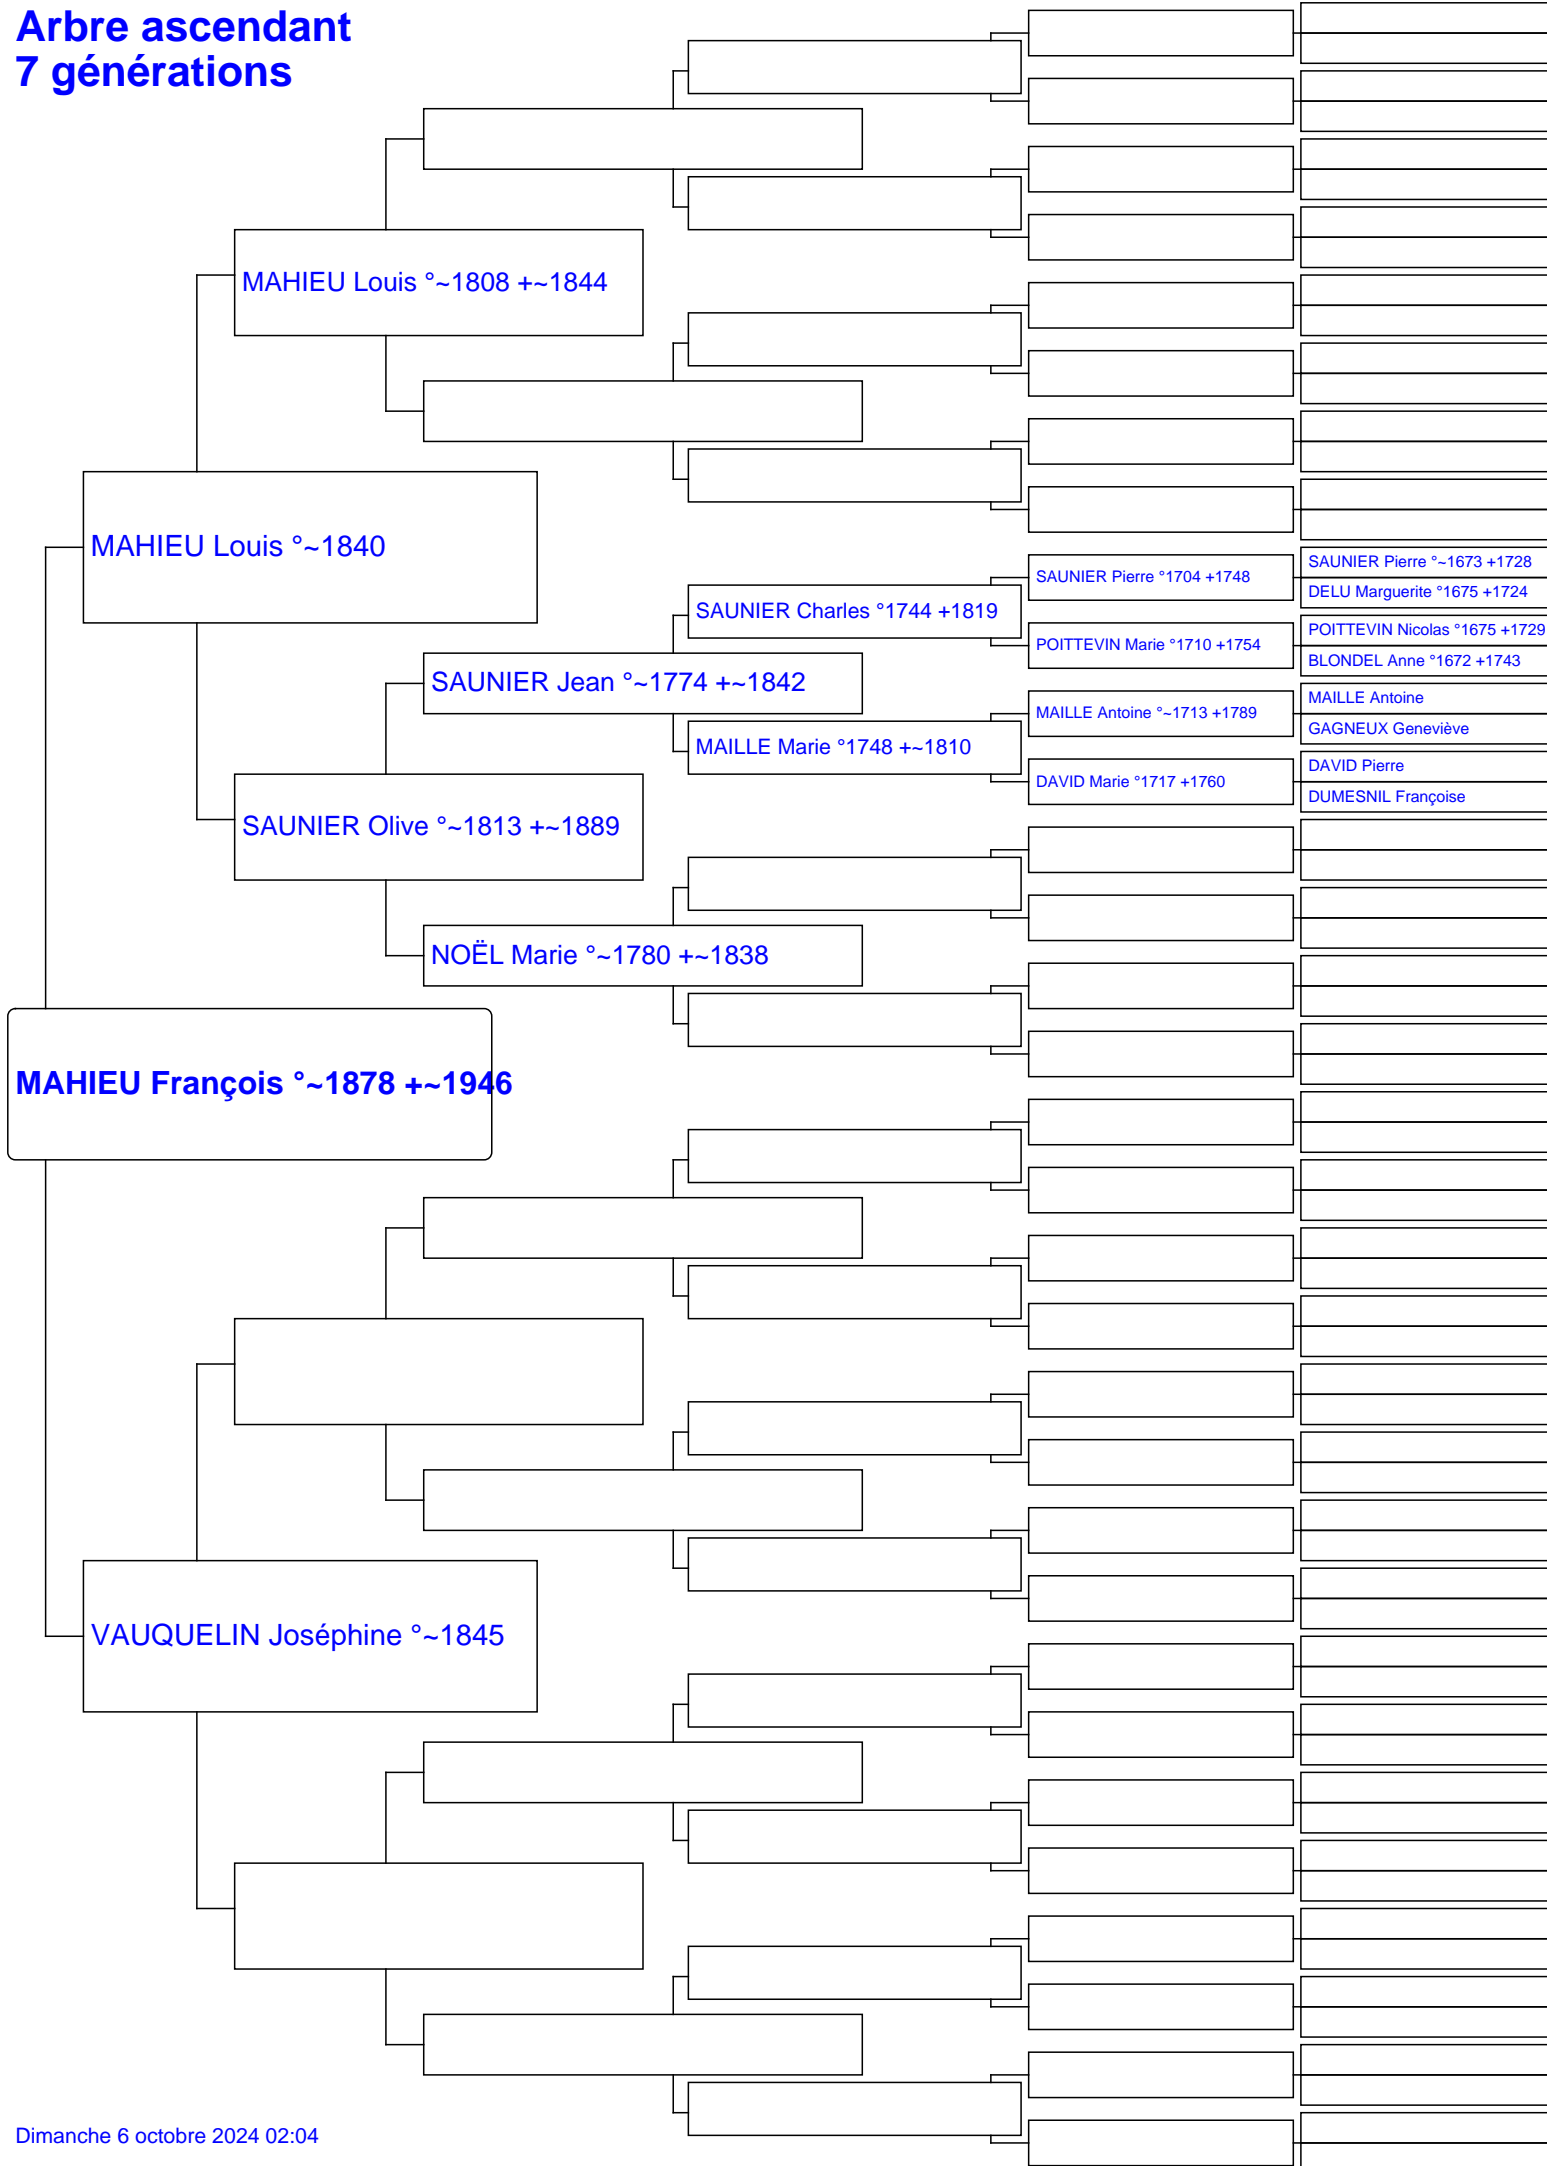 Arbre ascendant
7 générations
MAHIEU Louis °~1808 +~1844
MAHIEU Louis °~1840
SAUNIER Pierre °~1673 +1728
SAUNIER Pierre °1704 +1748
DELU Marguerite °1675 +1724
SAUNIER Charles °1744 +1819
POITTEVIN Nicolas °1675 +1729
POITTEVIN Marie °1710 +1754
BLONDEL Anne °1672 +1743
SAUNIER Jean °~1774 +~1842
MAILLE Antoine
MAILLE Antoine °~1713 +1789
GAGNEUX Geneviève
MAILLE Marie °1748 +~1810
DAVID Pierre
DAVID Marie °1717 +1760
DUMESNIL Françoise
SAUNIER Olive °~1813 +~1889
NOËL Marie °~1780 +~1838
MAHIEU François °~1878 +~1946
VAUQUELIN Joséphine °~1845
Dimanche 6 octobre 2024 02:04